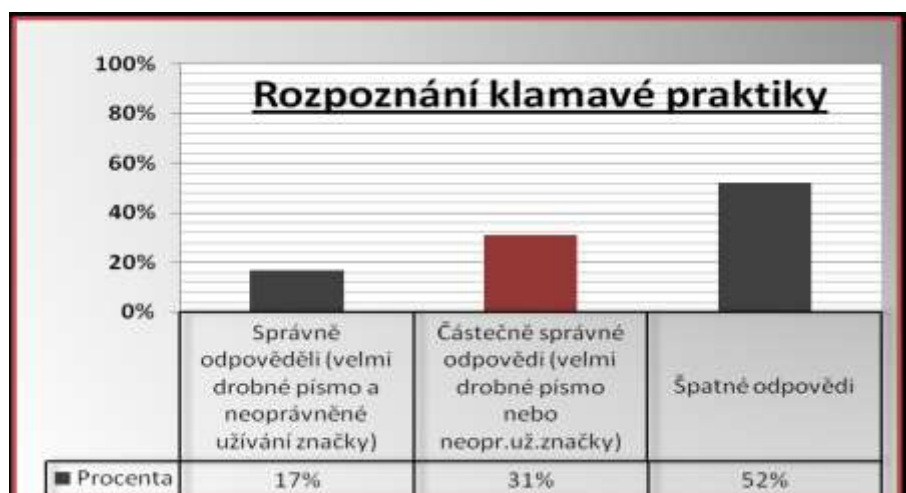 Rozpoznání klamavé praktiky
100%
80%
60%
40%
20%
0%
Správně
odpověděli (velmi
drobné písmo a
neoprávněné
užívání značky)
Částečně správné
odpovědi (velmi
drobné písmo
nebo
neopr.už.značky)
Špatné odpovědi
Procenta 17% 31% 52%